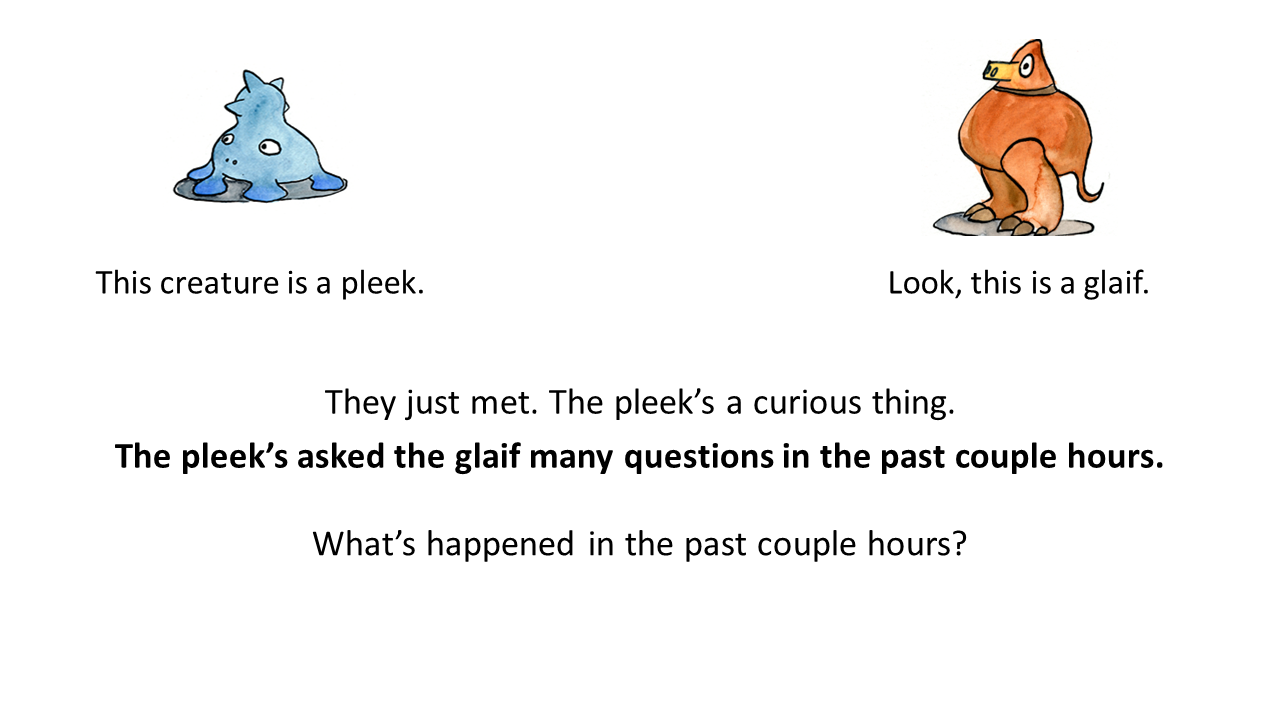 This creature is a pleek.
Look, this is a glaif.
They just met. The pleek’s a curious thing.
The pleek’s asked the glaif many questions in the past couple hours.
What’s happened in the past couple hours?